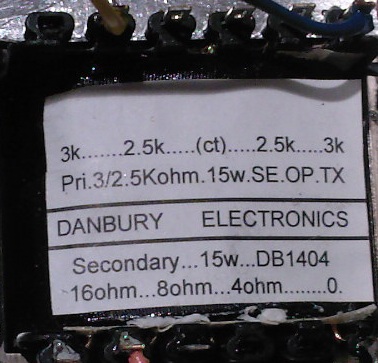 3k.......2.5k.....(ct).....2.5k.....3k
Pri.3/2.5Kohm.15w.SE.OP.TX
DANBURY ELECTRONICS
Secondary...15w...DB1404
16ohm...8ohm...4ohm........0.